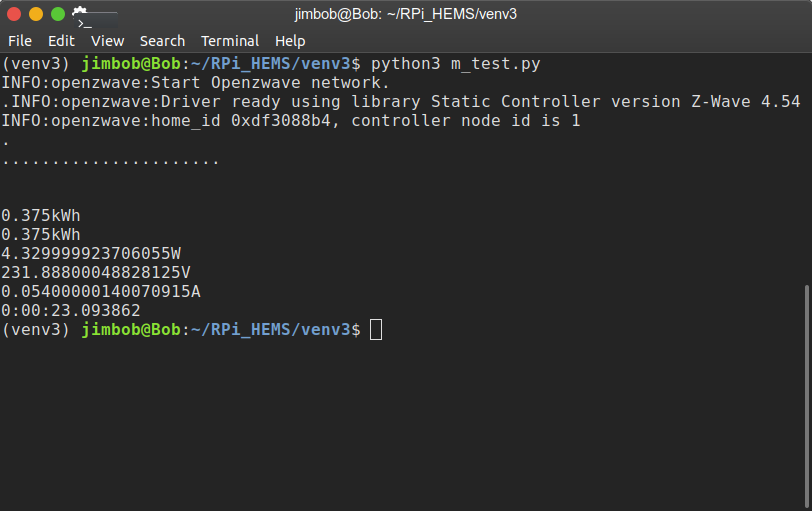 jimbob@Bob: ~/RPi_HEMS/venv3
File Edit View Search Terminal Help
(venv3) jimbob@Bob:~/RPi_HEMS/venv3$ python3 m_test.py
INFO:openzwave:Start Openzwave network.
.INFO:openzwave:Driver ready using library Static Controller version Z-Wave 4.54
INFO:openzwave:home_id 0xdf3088b4, controller node id is 1
.
......................
0.375kWh
0.375kWh
4.329999923706055W
231.88800048828125V
0.05400000140070915A
0:00:23.093862
(venv3) jimbob@Bob:~/RPi_HEMS/venv3$